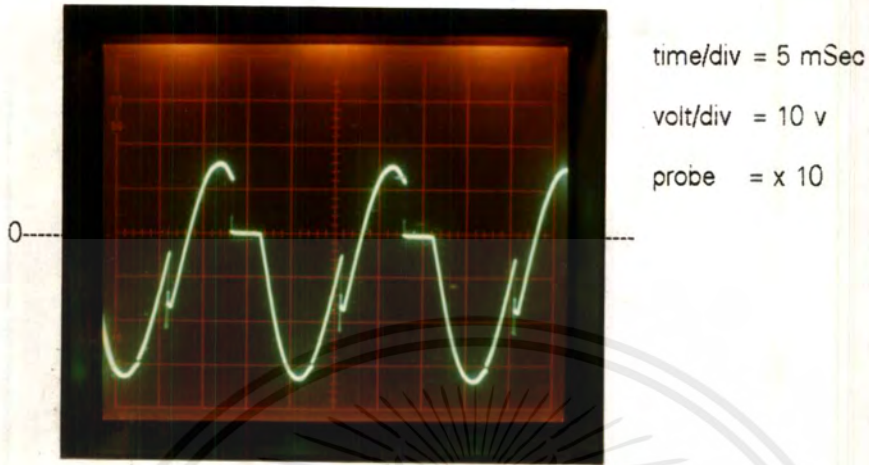 time/div = 5 mSec
volt/div = 10 v
probe = x 10
0